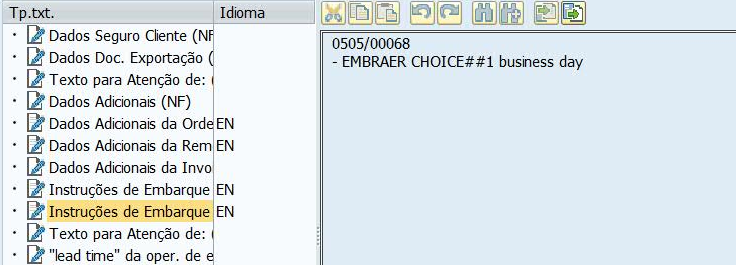 Tp.txt. Idioma
Dados Seguro Cliente (NF
Dados Doc. Exportação (
Texto para Atenção de: (
Dados Adicionais (NF)
Dados Adicionais da Orde EN
Dados Adicionais da Rem EN
Dados Adicionais da Invo
Instruções de Embarque EN
Instruções de Embarque EN
Texto para Atenção de: (
"lead time" da oper. de e
0505/00068
- EMBRAER CHOICE##1 business day